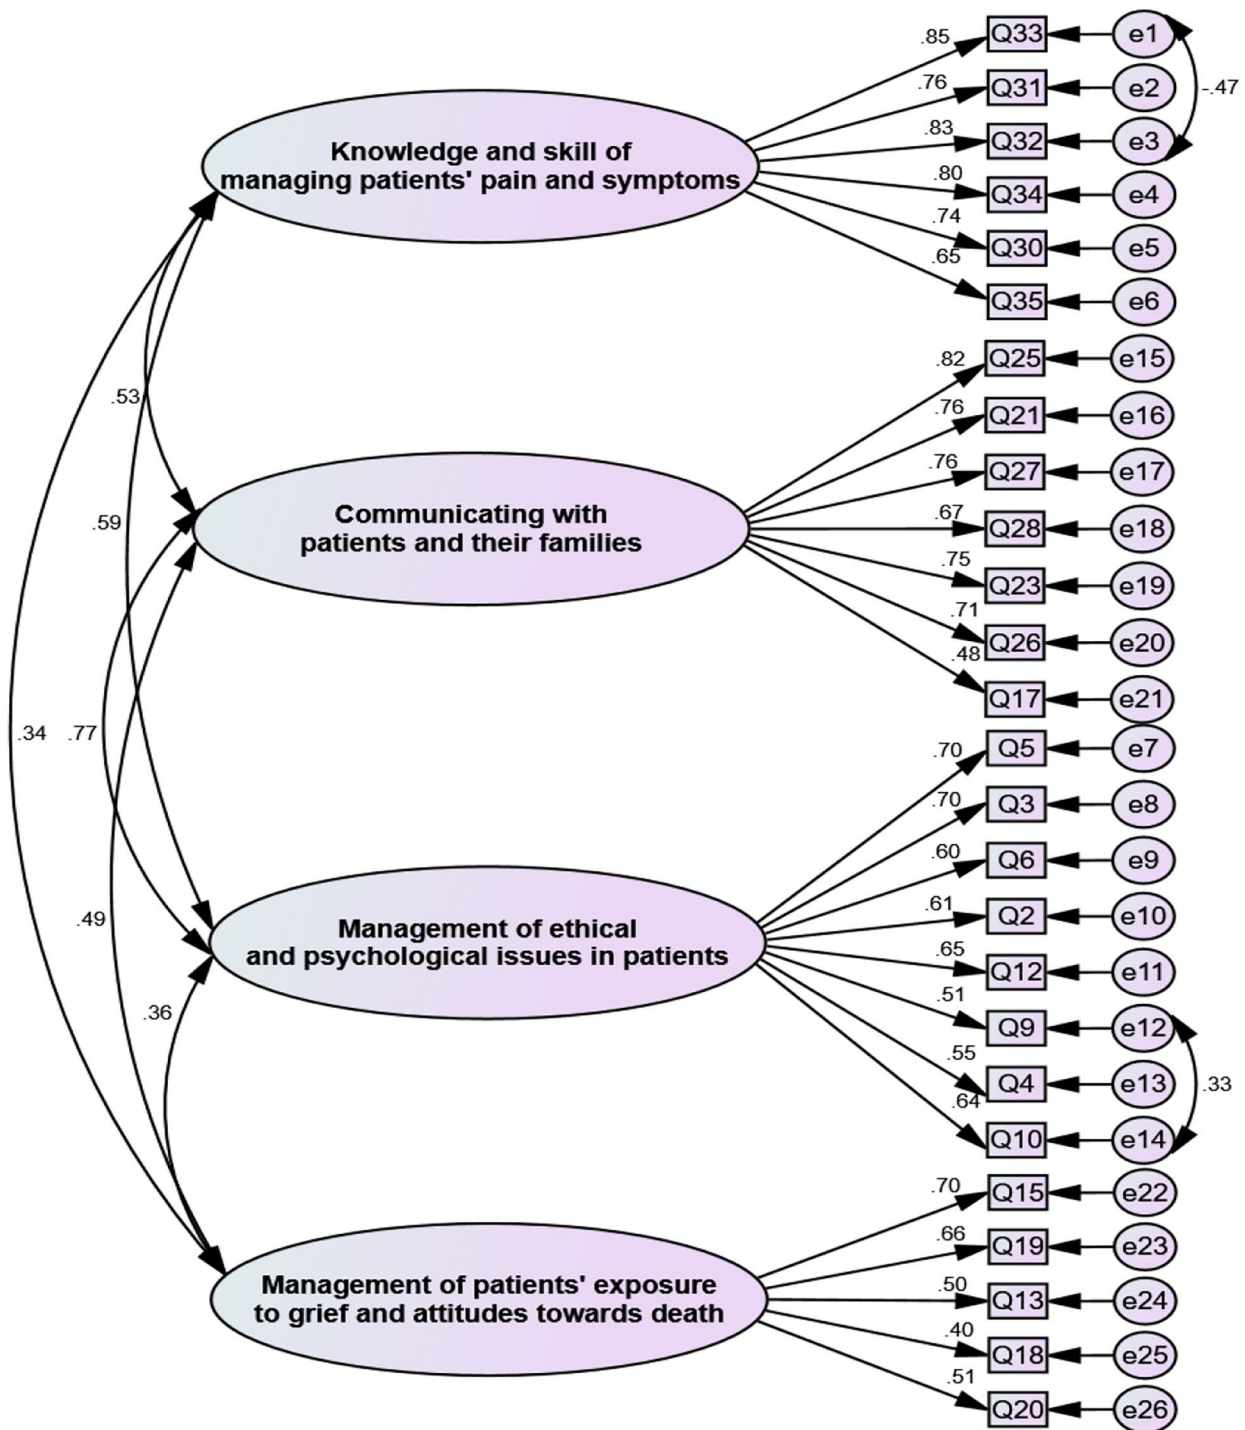 .85 Q33 e1
.76 Q31 e2 -.47
.83 Q32 e3
Knowledge and skill of
managing patients' pain and symptoms
.80 Q34 e4
.74 Q30 e5
.65 Q35 e6
.82 Q25 e15
.53
.76 Q21 e16
.76 Q27 e17
.59
Communicating with
patients and their families
.67 Q28 e18
.75 Q23 e19
.71 Q26 e20
.48 Q17 e21
.34 .77
.70 Q5 e7
.70 Q3 e8
.60 Q6 e9
.49
Management of ethical
and psychological issues in patients
.61 Q2 e10
.65 Q12 e11
.36
.51 Q9 e12
.55 Q4 e13 .33
.64 Q10 e14
.70 Q15 e22
.66 Q19 e23
Management of patients' exposure
to grief and attitudes towards death
.50 Q13 e24
.40 Q18 e25
.51 Q20 e26